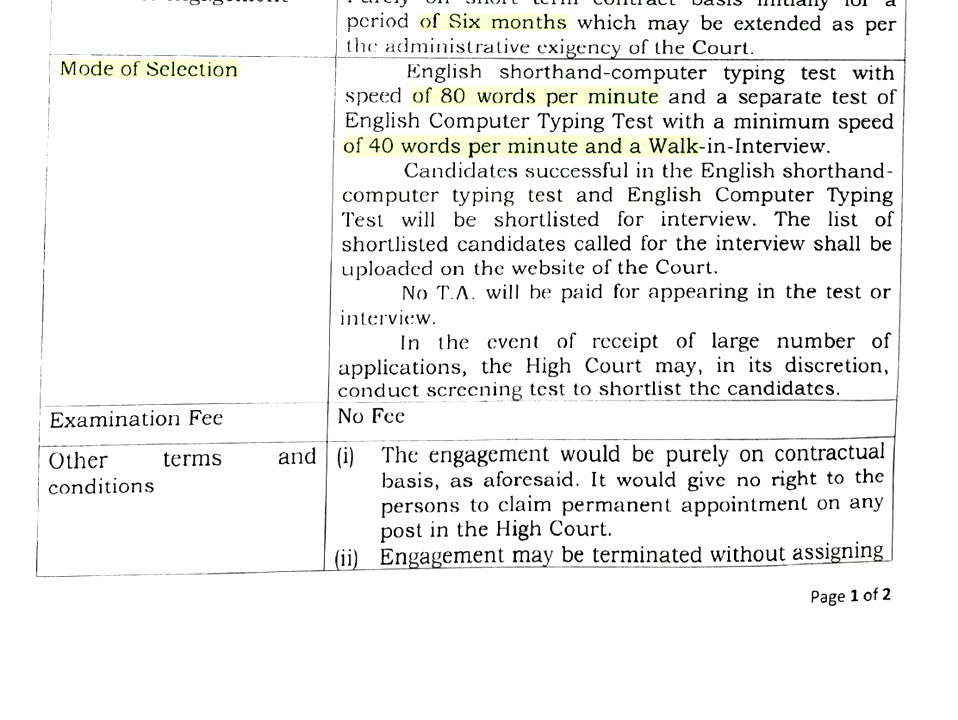 period of Six months which may be extended as per
the administrative exigency of the Court.
Mode of Selection
English shorthand-computer typing test with
speed of 80 words per minute and a separate test of
English Computer Typing Test with a minimum speed
of 40 words per minute and a Walk-in-Interview.
Candidates successful in the English shorthand-
computer typing test and English Computer Typing
Test will be shortlisted for interview. The list of
shortlisted candidates called for the interview shall be
uploaded on the website of the Court.
No T.A. will be paid for appearing in the test or
interview.
In the event of receipt of large number of
applications, the High Court may, in its discretion,
conduct screening test to shortlist the candidates.
Examination Fee
No Fee
Other terms and
conditions
(i) The engagement would be purely on contractual
basis, as aforesaid. It would give no right to the
persons to claim permanent appointment on any
post in the High Court.
(ii) Engagement may be terminated without assigning
Page 1 of 2